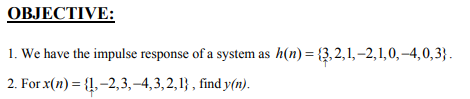 OBJECTIVE:
1. We have the impulse response of a system as h(n) = {3,2,1,−2,1,0,−4,0,3}.
↑
2. For x(n) = {1,−2,3,−4,3,2,1} , find y(n).
↑